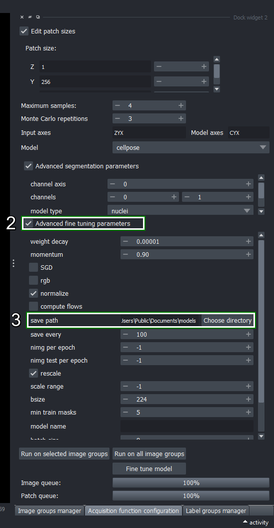 Dock widget 2
Edit patch sizes
Patch size:
Z 1
Y 256
Maximum samples: − 4 +
Monte Carlo repetitions − 3 +
Input axes ZYX Model axes CYX
Model cellpose
Advanced segmentation parameters
channel axis − 0 +
channels − 0 + − 1 +
model type nuclei
2 Advanced fine tuning parameters
weight decay − 0.00001 +
momentum − 0.90 +
SGD
rgb
normalize
compute flows
3 save path .Jsers\Public\Documents\models Choose directory
save every − 100 +
nimg per epoch − -1 +
nimg test per epoch − -1 +
rescale
scale range − -1 +
bsize − 224 +
min train masks − 5 +
model name
Run on selected image groups Run on all image groups
Fine tune model
Image queue: 100%
Patch queue: 100%
Image groups manager Acquisition function configuration Label groups manager
activity